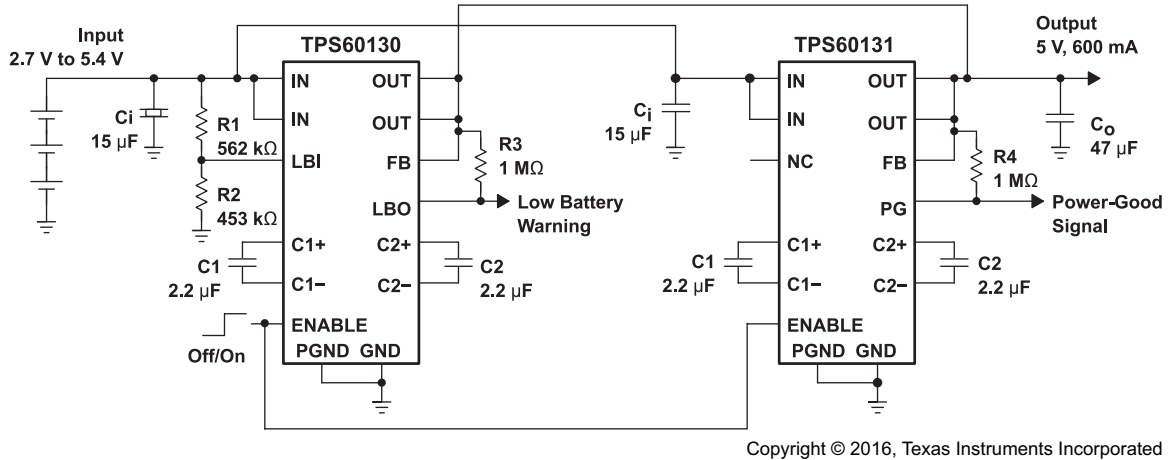 Input
2.7 V to 5.4 V
TPS60130
TPS60131
Output
5 V, 600 mA
IN
OUT
IN
OUT
Ci
15 µF
R1
562 kΩ
IN
OUT
IN
OUT
Ci
15 µF
Co
47 µF
LBI
FB
R3
1 MΩ
NC
FB
R4
1 MΩ
R2
453 kΩ
LBO
Low Battery
Warning
PG
Power-Good
Signal
C1
2.2 µF
C1+
C1−
C2+
C2−
C2
2.2 µF
C1
2.2 µF
C1+
C1−
C2+
C2−
C2
2.2 µF
Off/On
ENABLE
PGND GND
ENABLE
PGND GND
Copyright © 2016, Texas Instruments Incorporated